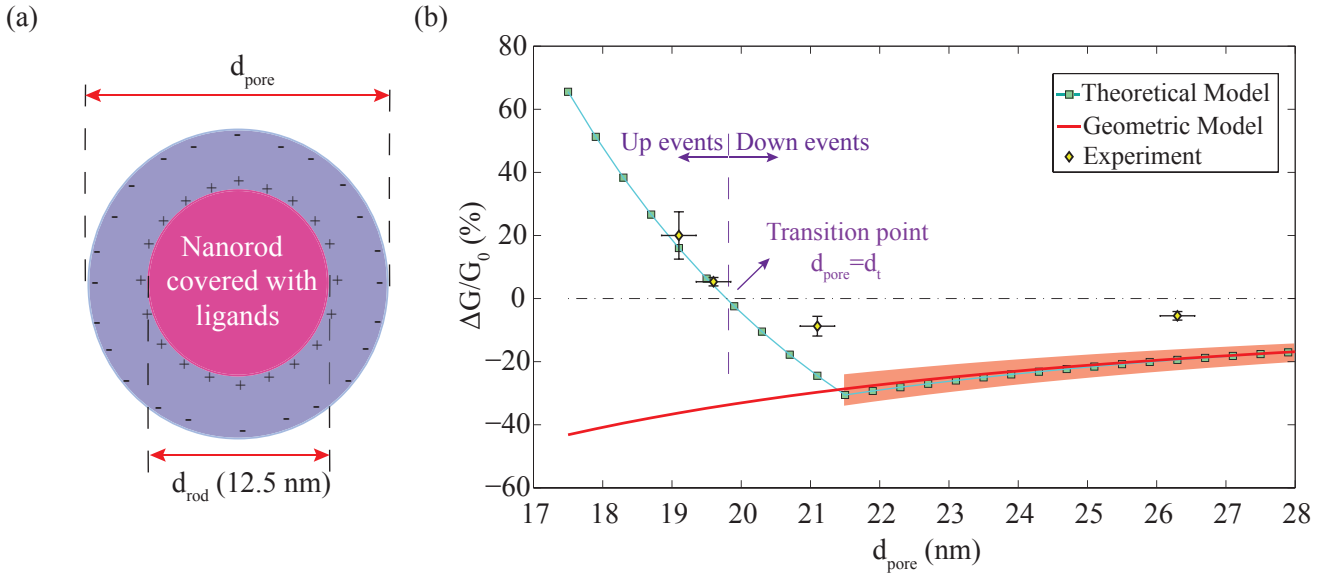 (a)
d_pore
Nanorod
covered with
ligands
d_rod (12.5 nm)
(b)
80
60
40
20
0
−20
−40
−60
ΔG/G_0 (%)
Up events
Down events
Transition point
d_pore=d_t
Theoretical Model
Geometric Model
Experiment
17 18 19 20 21 22 23 24 25 26 27 28
d_pore (nm)